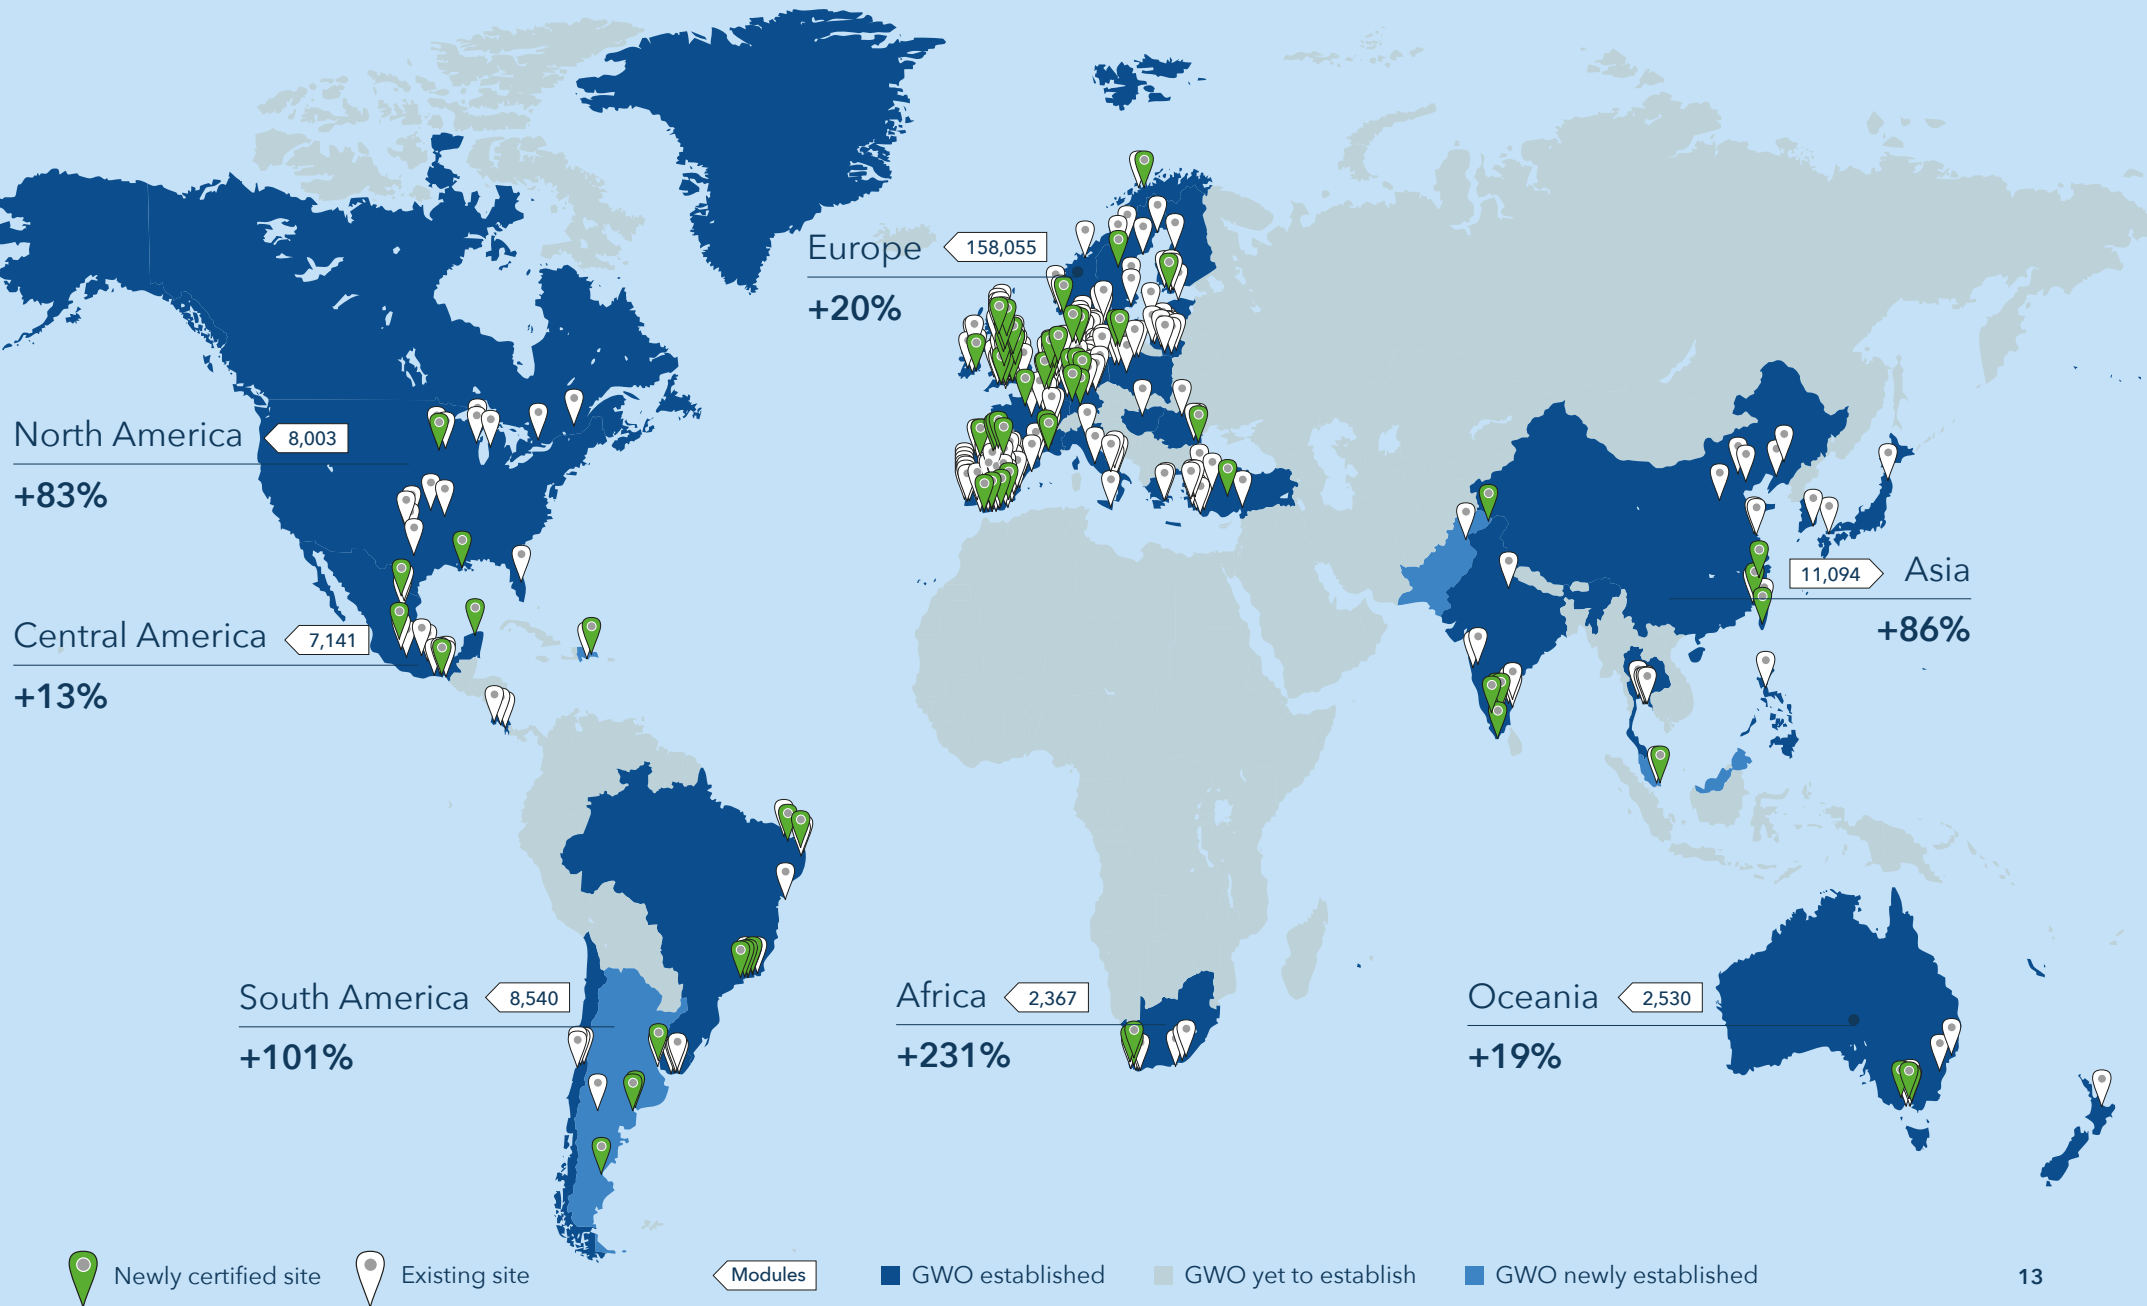 Europe 158,055
+20%
North America 8,003
+83%
Asia 11,094
+86%
Central America 7,141
+13%
South America 8,540
+101%
Africa 2,367
+231%
Oceania 2,530
+19%
Newly certified site
Existing site
Modules
GWO established
GWO yet to establish
GWO newly established
13